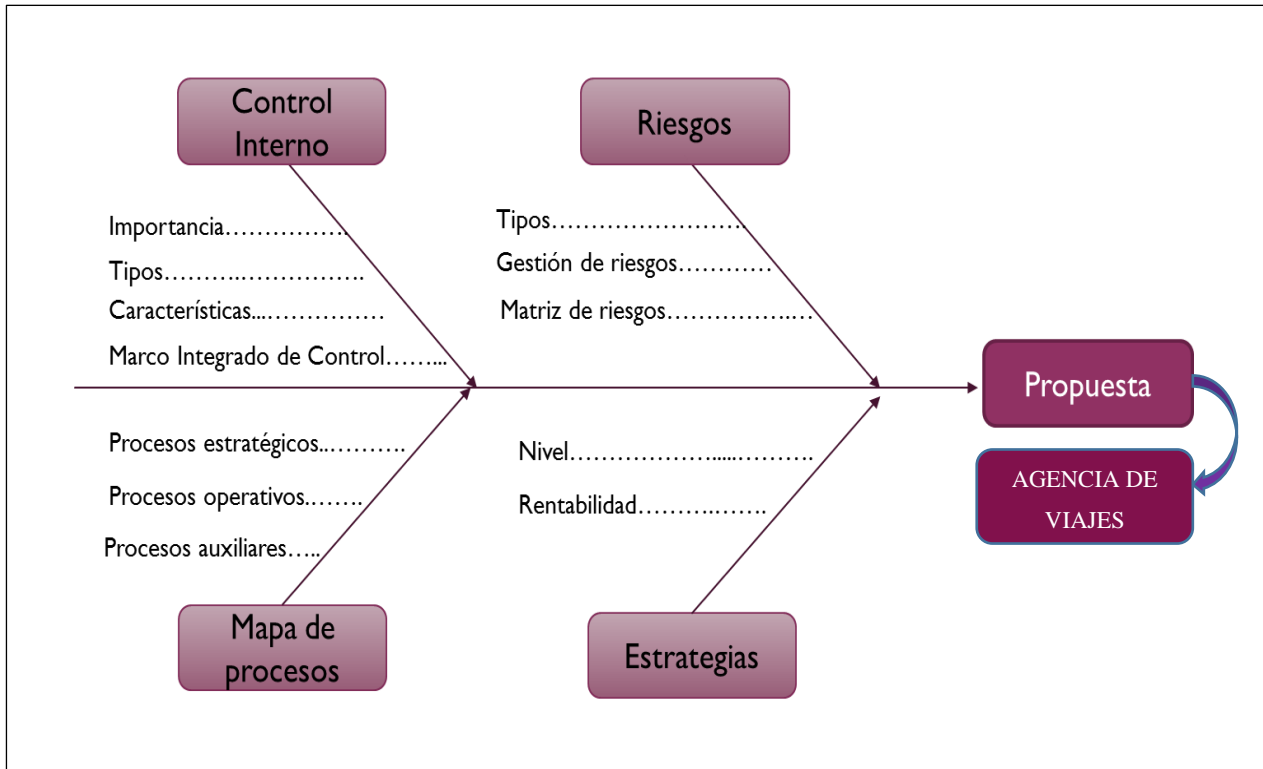 Control
Interno
Riesgos
Importancia…………….
Tipos……….…………….
Características...……………
Marco Integrado de Control……...
Tipos…………………….
Gestión de riesgos…………
Matriz de riesgos……………..…
Propuesta
AGENCIA DE
VIAJES
Procesos estratégicos..……….
Procesos operativos..…….
Procesos auxiliares…..
Nivel……………….....……….
Rentabilidad……….…….
Mapa de
procesos
Estrategias